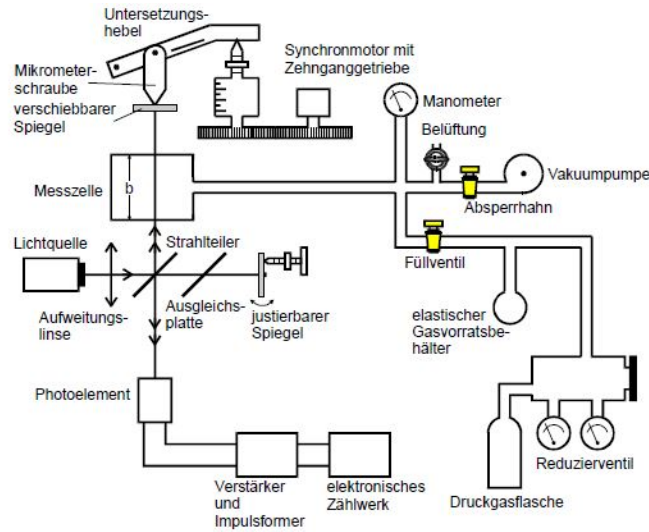 Untersetzungs-
hebel
Mikrometer-
schraube
verschiebbarer
Spiegel
Synchronmotor mit
Zehnganggetriebe
Manometer
Belüftung
Vakuumpumpe
Absperrhahn
Messzelle
b
Lichtquelle
Strahlteiler
Füllventil
Aufweitungs-
linse
Ausgleichs-
platte
justierbarer
Spiegel
elastischer
Gasvorratsbe-
hälter
Photoelement
Verstärker
und
Impulsformer
elektronisches
Zählwerk
Reduzierventil
Druckgasflasche